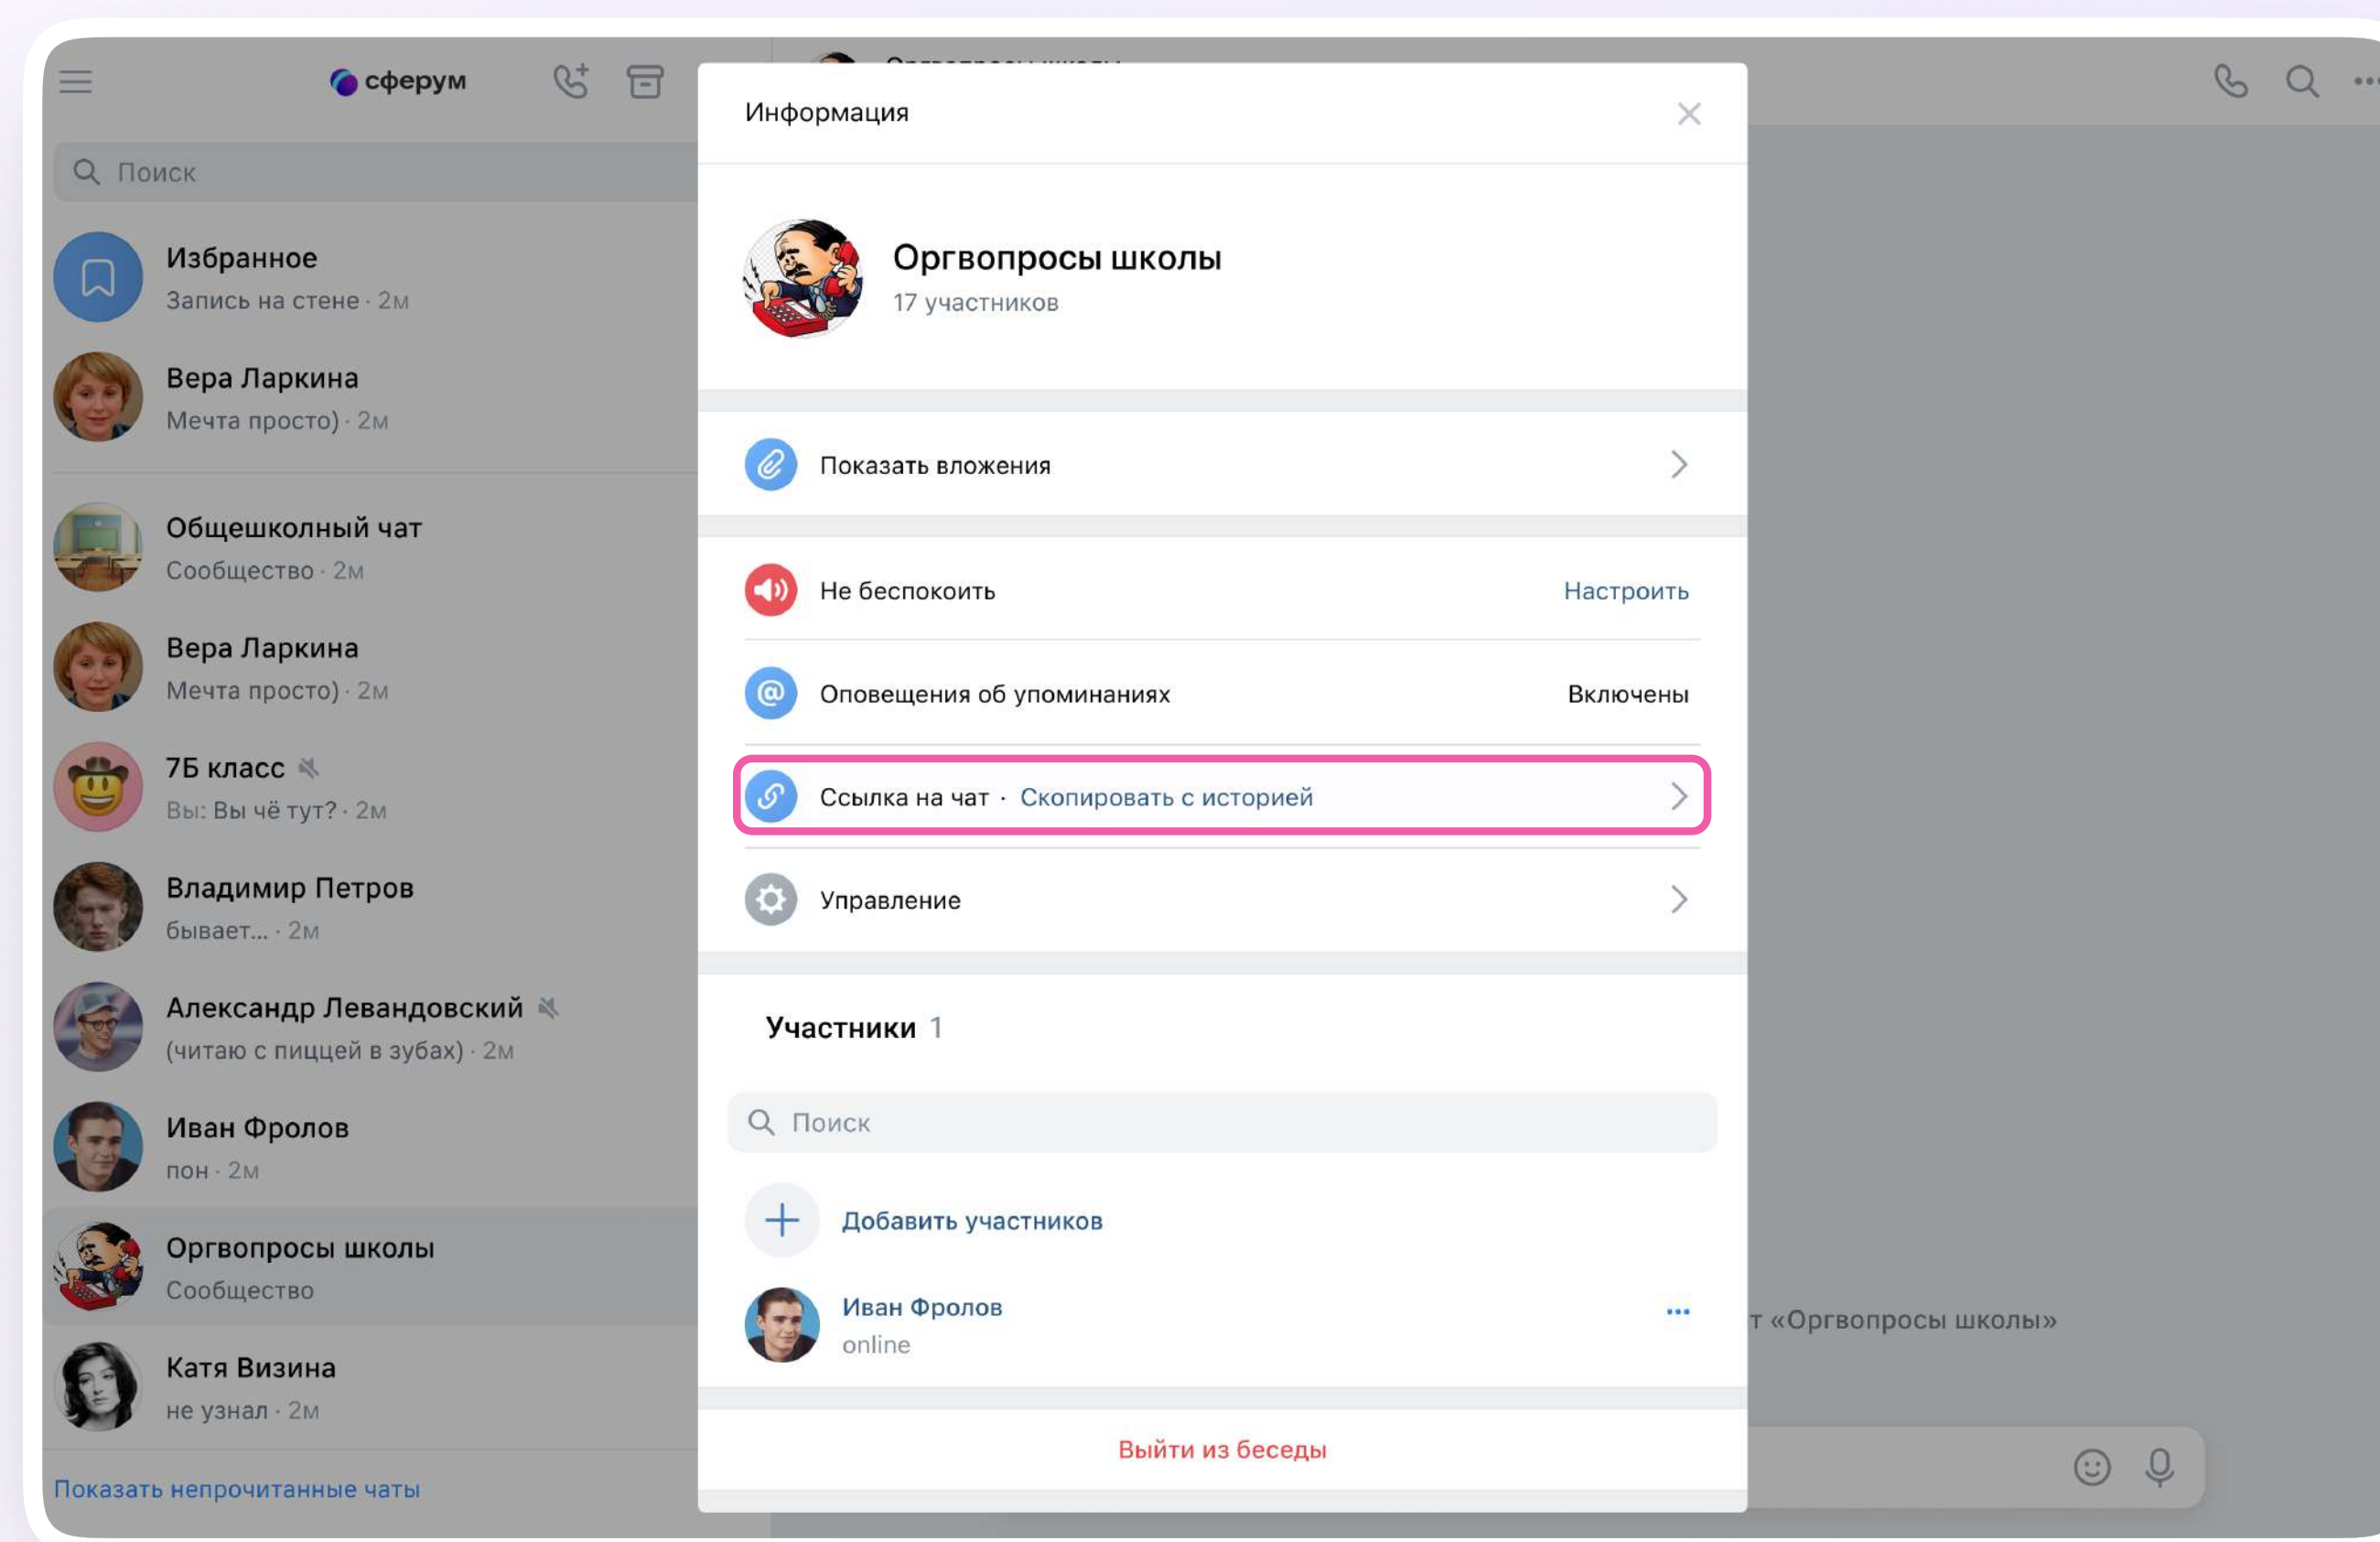 сферум
Поиск
Избранное
Запись на стене · 2м
Вера Ларкина
Мечта просто) · 2м
Общешколный чат
Сообщество · 2м
Вера Ларкина
Мечта просто) · 2м
7Б класс
Вы: Вы чё тут? · 2м
Владимир Петров
бывает... · 2м
Александр Левандовский
(читаю с пиццей в зубах) · 2м
Иван Фролов
пон · 2м
Оргвопросы школы
Сообщество
Катя Визина
не узнал · 2м
Показать непрочитанные чаты
Информация
Оргвопросы школы
17 участников
Показать вложения
Не беспокоить Настроить
Оповещения об упоминаниях Включены
Ссылка на чат · Скопировать с историей
Управление
Участники 1
Поиск
Добавить участников
Иван Фролов
online
Выйти из беседы
т «Оргвопросы школы»